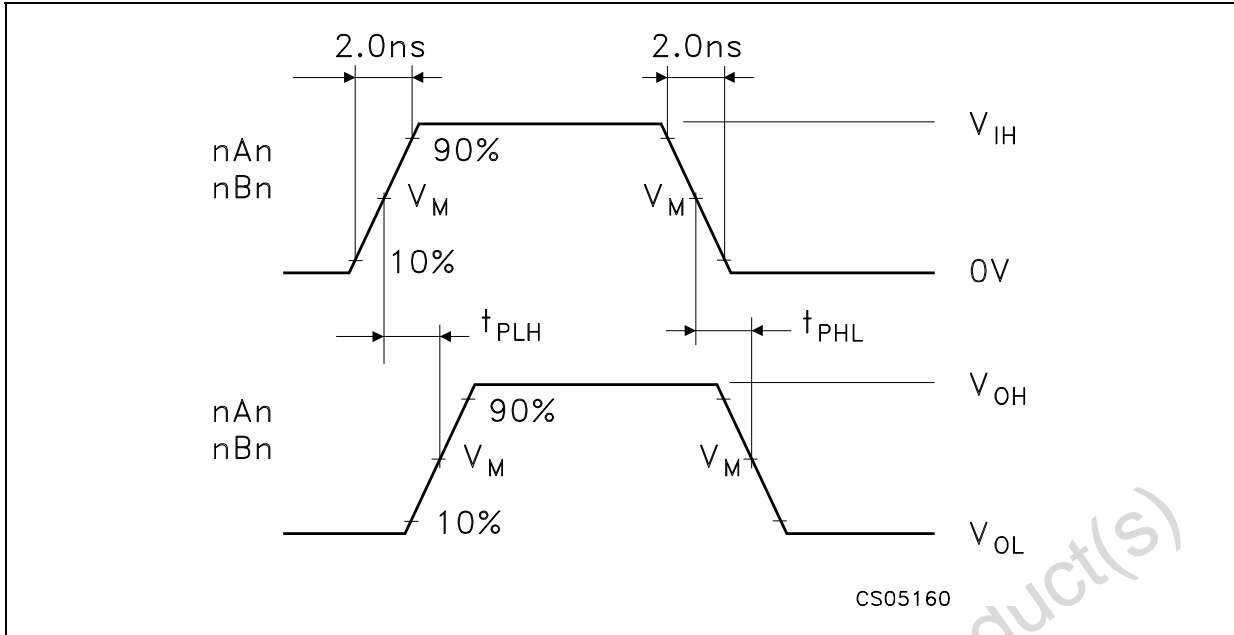 2.0ns 2.0ns
nAn
nBn
90%
V_M V_M
10%
V_IH
0V
t_PLH t_PHL
nAn
nBn
90%
V_M V_M
10%
V_OH
V_OL
CS05160